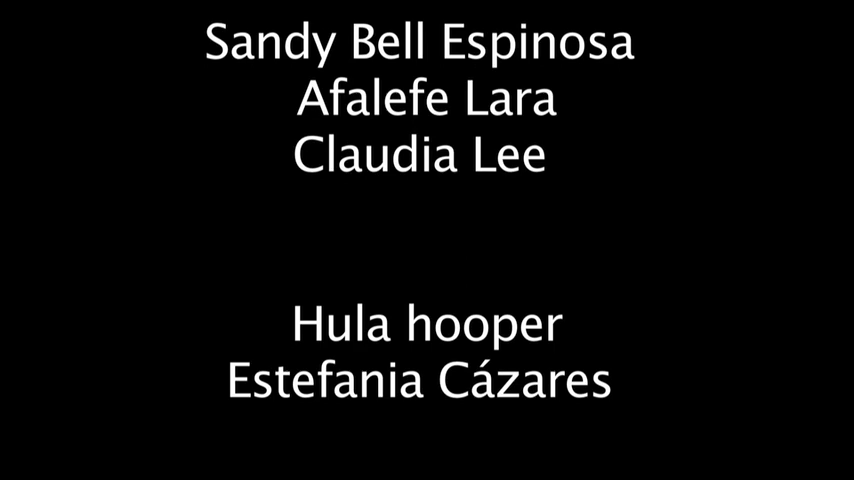 Sandy Bell Espinosa
Afalefe Lara
Claudia Lee
Hula hooper
Estefania Cázares